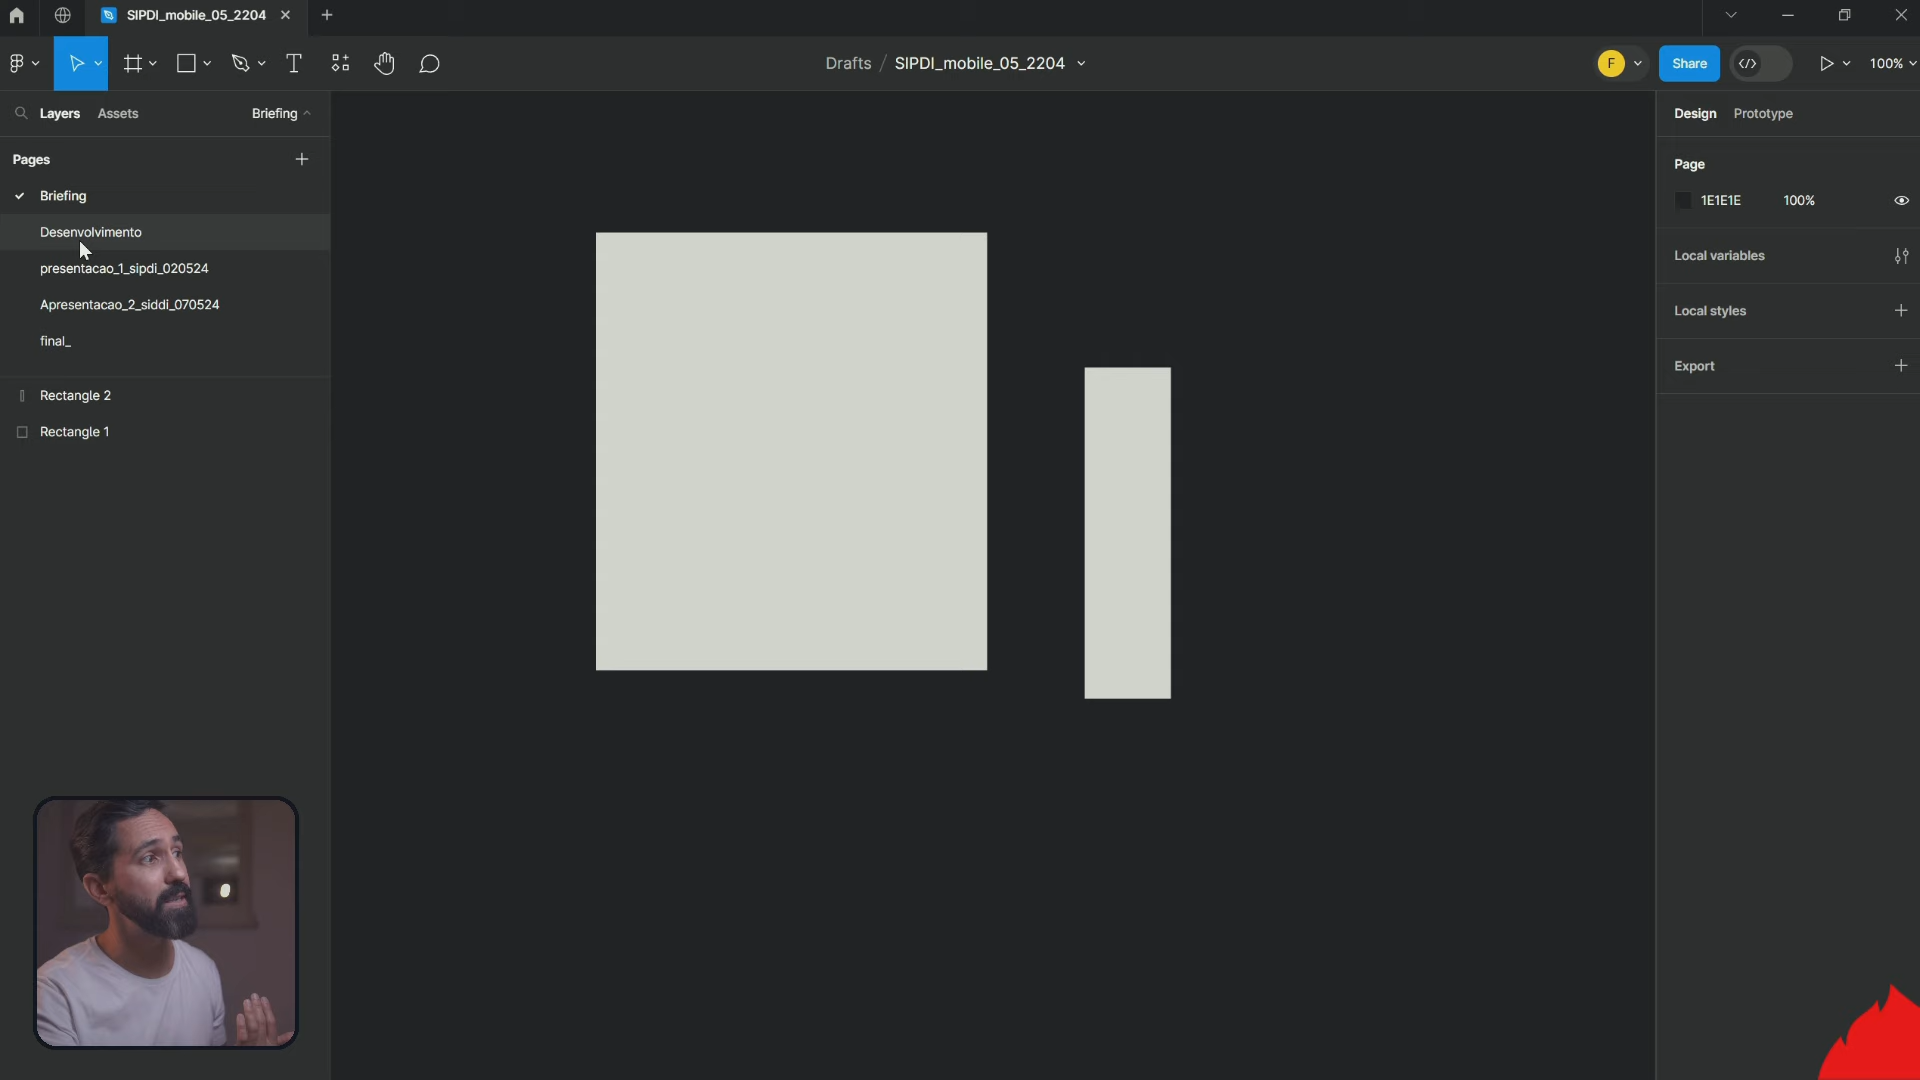 SIPDI_mobile_05_2204
Drafts / SIPDI_mobile_05_2204
F
Share
100%
Layers Assets Briefing
Design Prototype
Pages
Briefing
Desenvolvimento
presentacao_1_sipdi_020524
Apresentacao_2_siddi_070524
final_
Rectangle 2
Rectangle 1
Page
1E1E1E 100%
Local variables
Local styles
Export